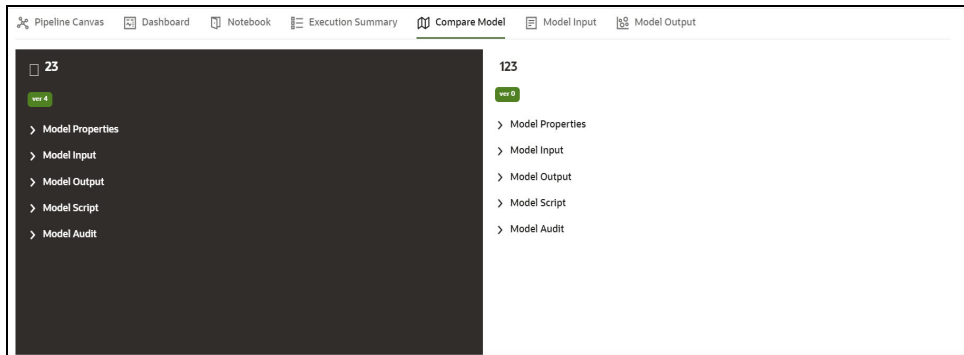 Pipeline Canvas Dashboard Notebook Execution Summary Compare Model Model Input Model Output
23
ver 4
Model Properties
Model Input
Model Output
Model Script
Model Audit
123
ver 0
Model Properties
Model Input
Model Output
Model Script
Model Audit